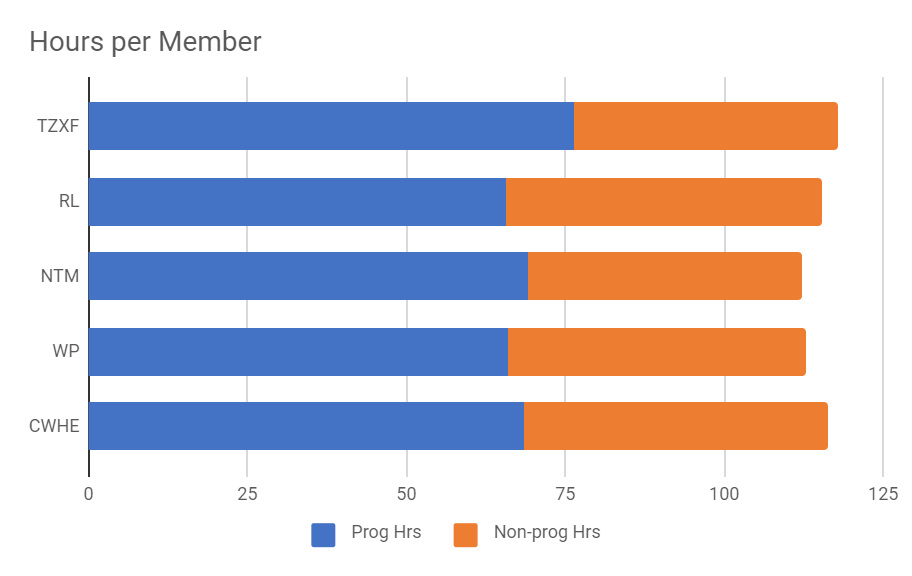 Hours per Member
TZXF
RL
NTM
WP
CWHE
0 25 50 75 100 125
Prog Hrs Non-prog Hrs